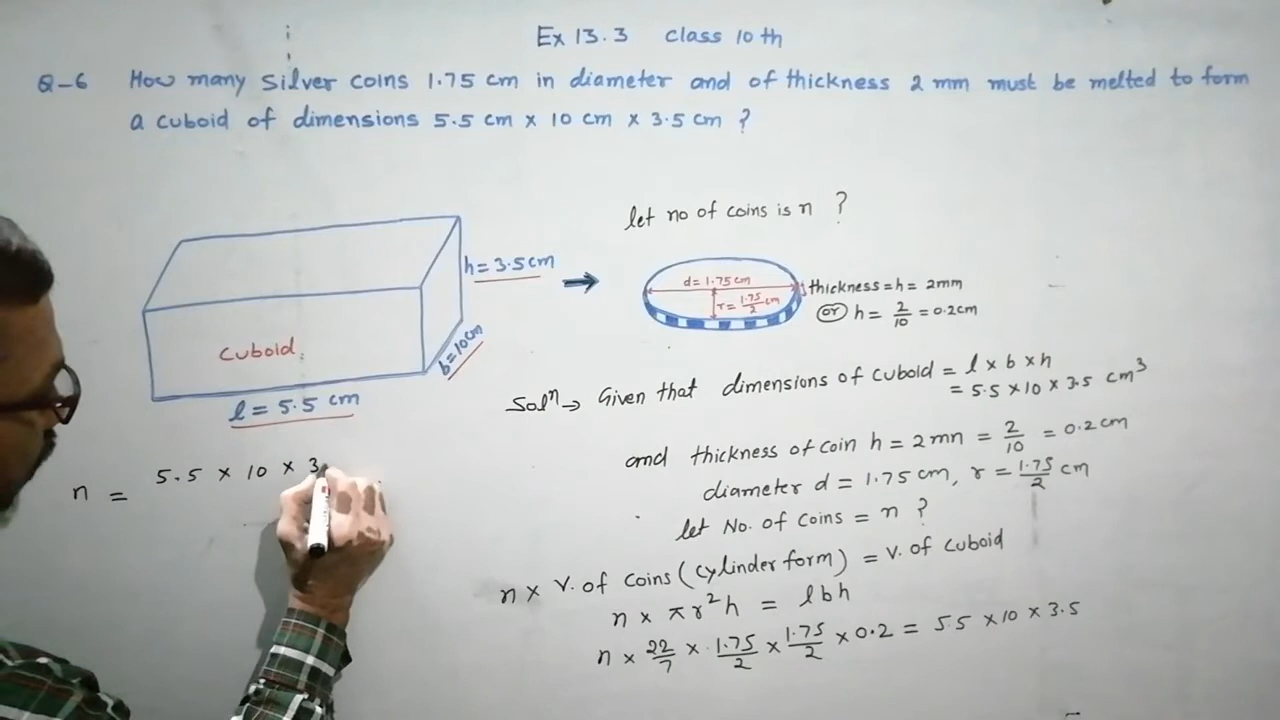 Ex 13.3 Class 10 th
Q-6 How many silver coins 1.75 cm in diameter and of thickness 2 mm must be melted to form
a cuboid of dimensions 5.5 cm x 10 cm x 3.5 cm ?
let no of coins is n ?
h = 3.5 cm
d = 1.75 cm
r = 1.75/2 cm
thickness = h = 2mm
or h = 2/10 = 0.2cm
Cuboid
b = 10cm
l = 5.5 cm
Solⁿ → Given that dimensions of cuboid = l x b x h
= 5.5 x 10 x 3.5 cm³
and thickness of coin h = 2mn = 2/10 = 0.2 cm
diameter d = 1.75 cm, r = 1.75/2 cm
let No. of coins = n ?
n x V. of coins (cylinder form) = V. of cuboid
n x πr²h = lbh
n x 22/7 x 1.75/2 x 1.75/2 x 0.2 = 5.5 x 10 x 3.5
n = 5.5 x 10 x 3